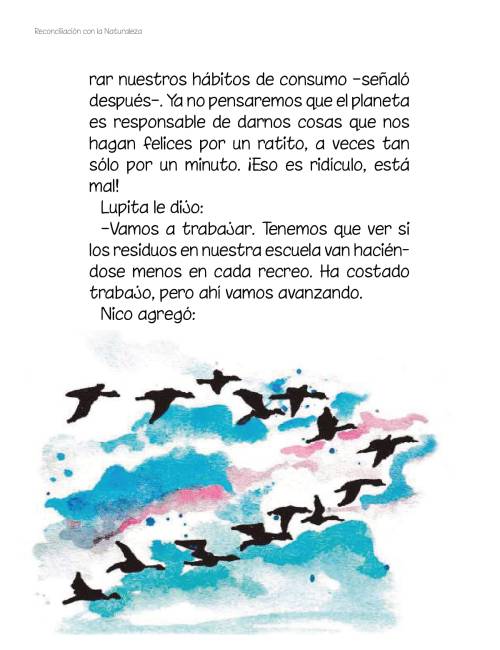 Reconciliación con la Naturaleza
rar nuestros hábitos de consumo –señaló
después–. Ya no pensaremos que el planeta
es responsable de darnos cosas que nos
hagan felices por un ratito, a veces tan
sólo por un minuto. ¡Eso es ridículo, está
mal!
Lupita le dijo:
–Vamos a trabajar. Tenemos que ver si
los residuos en nuestra escuela van hacién-
dose menos en cada recreo. Ha costado
trabajo, pero ahí vamos avanzando.
Nico agregó: